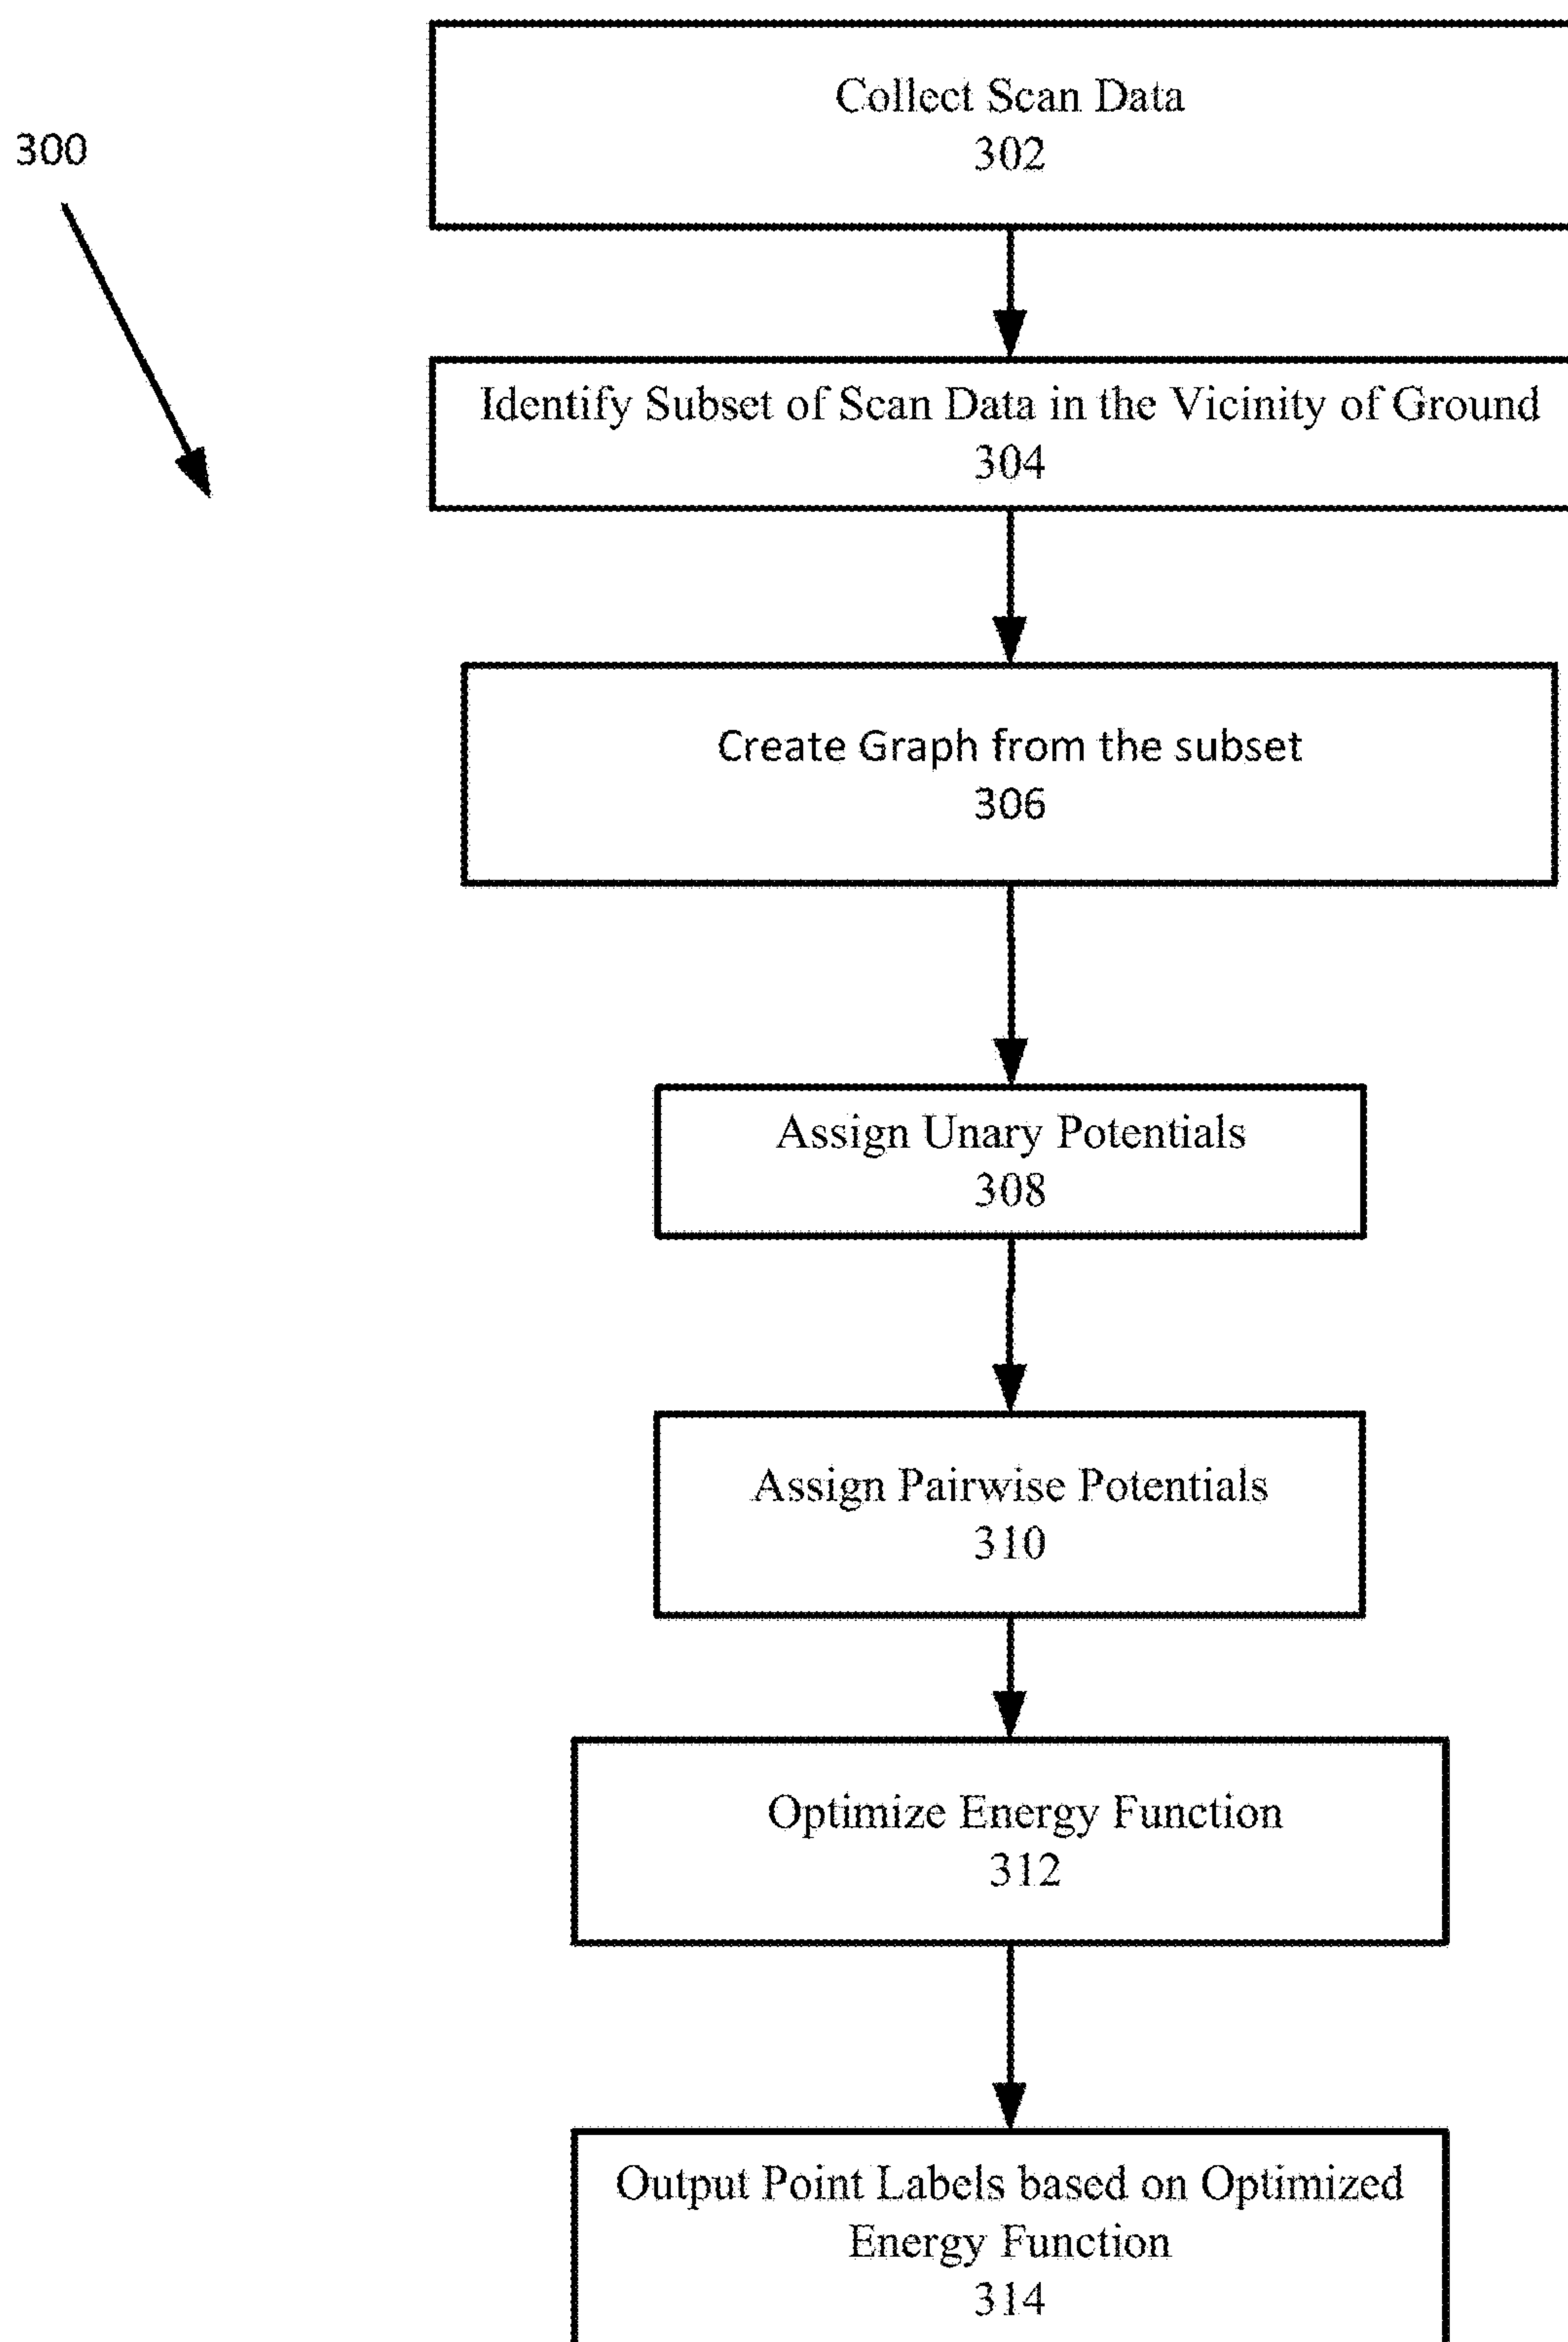 Collect Scan Data
302
300
Identify Subset of Scan Data in the Vicinity of Ground
304
Create Graph from the subset
306
Assign Unary Potentials
308
Assign Pairwise Potentials
310
Optimize Energy Function
312
Output Point Labels based on Optimized
Energy Function
314